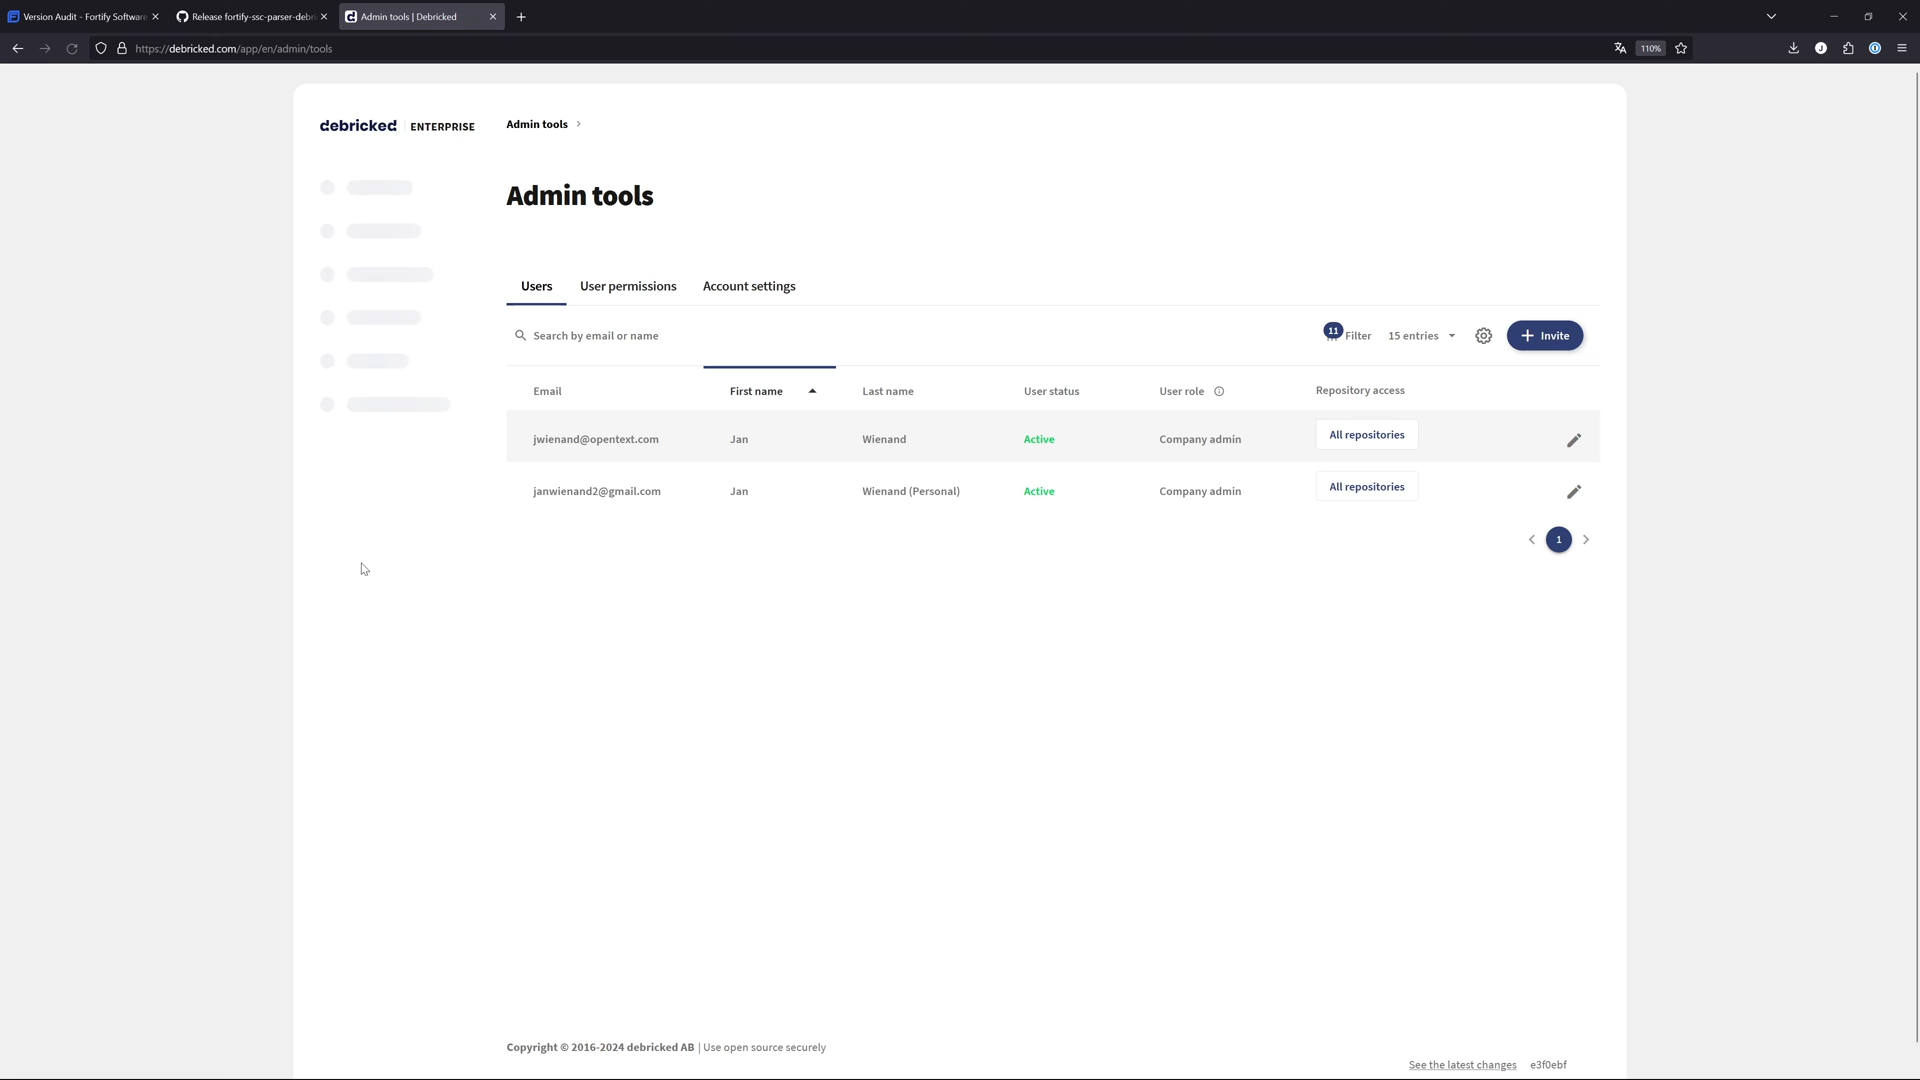 Version Audit - Fortify Software
Release fortify-ssc-parser-debri
Admin tools | Debricked
https://debricked.com/app/en/admin/tools
110%
debricked | ENTERPRISE
Admin tools >
Admin tools
Users
User permissions
Account settings
Search by email or name
11
Filter
15 entries
+ Invite
Email
First name
Last name
User status
User role
Repository access
jwienand@opentext.com
Jan
Wienand
Active
Company admin
All repositories
janwienand2@gmail.com
Jan
Wienand (Personal)
Active
Company admin
All repositories
1
Copyright © 2016-2024 debricked AB | Use open source securely
See the latest changes
e3f0ebf